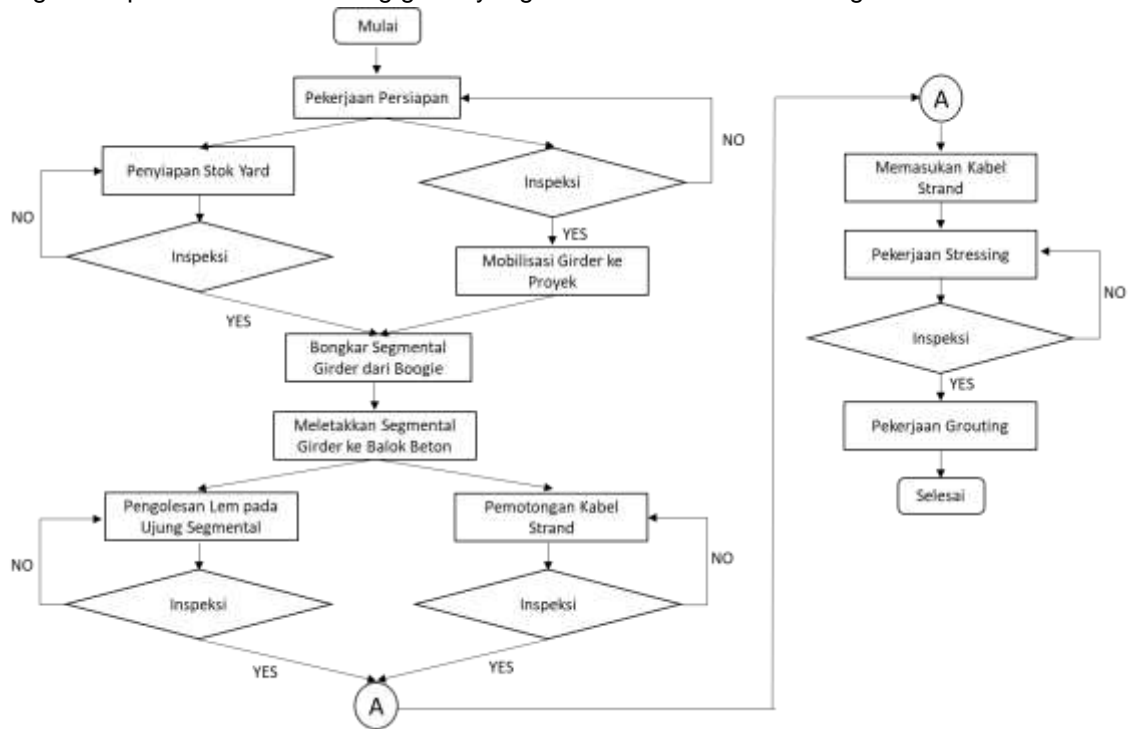 Mulai
Pekerjaan Persiapan
NO
Penyiapan Stok Yard
Inspeksi
NO
YES
Inspeksi
Mobilisasi Girder ke
Proyek
YES
Bongkar Segmental
Girder dari Boogie
Meletakkan Segmental
Girder ke Balok Beton
Pengolesan Lem pada
Ujung Segmental
Pemotongan Kabel
Strand
NO
NO
Inspeksi
Inspeksi
YES
YES
A
A
Memasukan Kabel
Strand
Pekerjaan Stressing
NO
Inspeksi
YES
Pekerjaan Grouting
Selesai